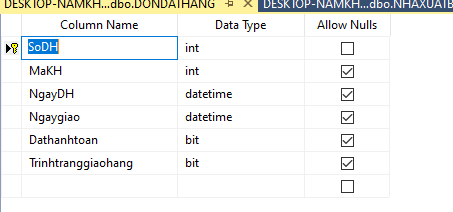 DESKTOP-NAMKH...dbo.DONDATHANG DESKTOP-NAMKH...dbo.NHAXUATB
Column Name Data Type Allow Nulls
SoDH int
MaKH int
NgayDH datetime
Ngaygiao datetime
Dathanhtoan bit
Trinhtranggiaohang bit